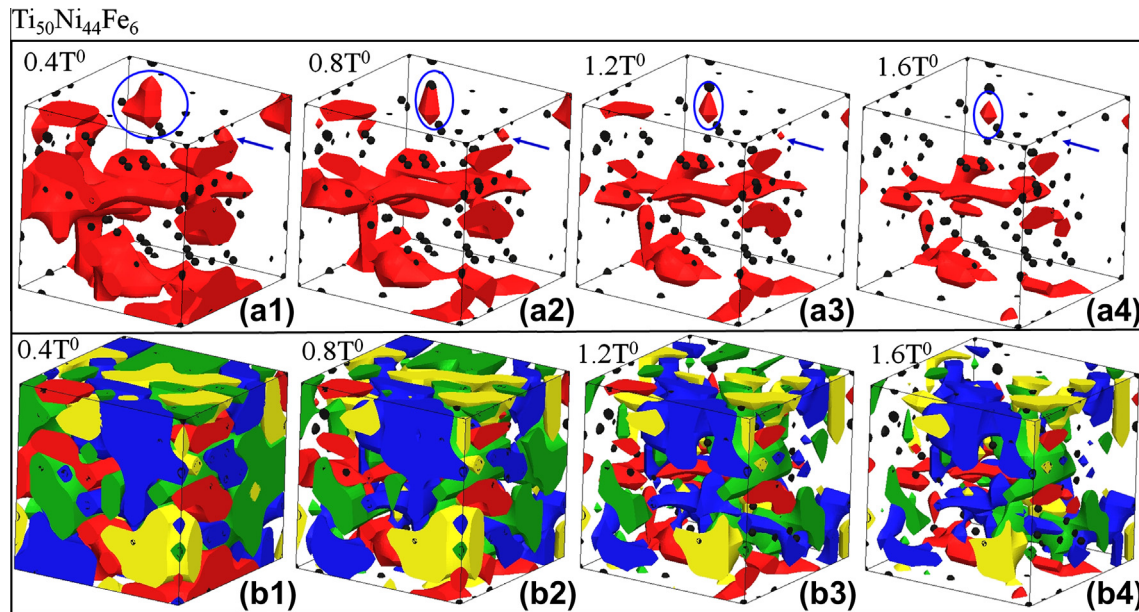 Ti50Ni44Fe6
0.4T⁰ 0.8T⁰ 1.2T⁰ 1.6T⁰
(a1) (a2) (a3) (a4)
0.4T⁰ 0.8T⁰ 1.2T⁰ 1.6T⁰
(b1) (b2) (b3) (b4)